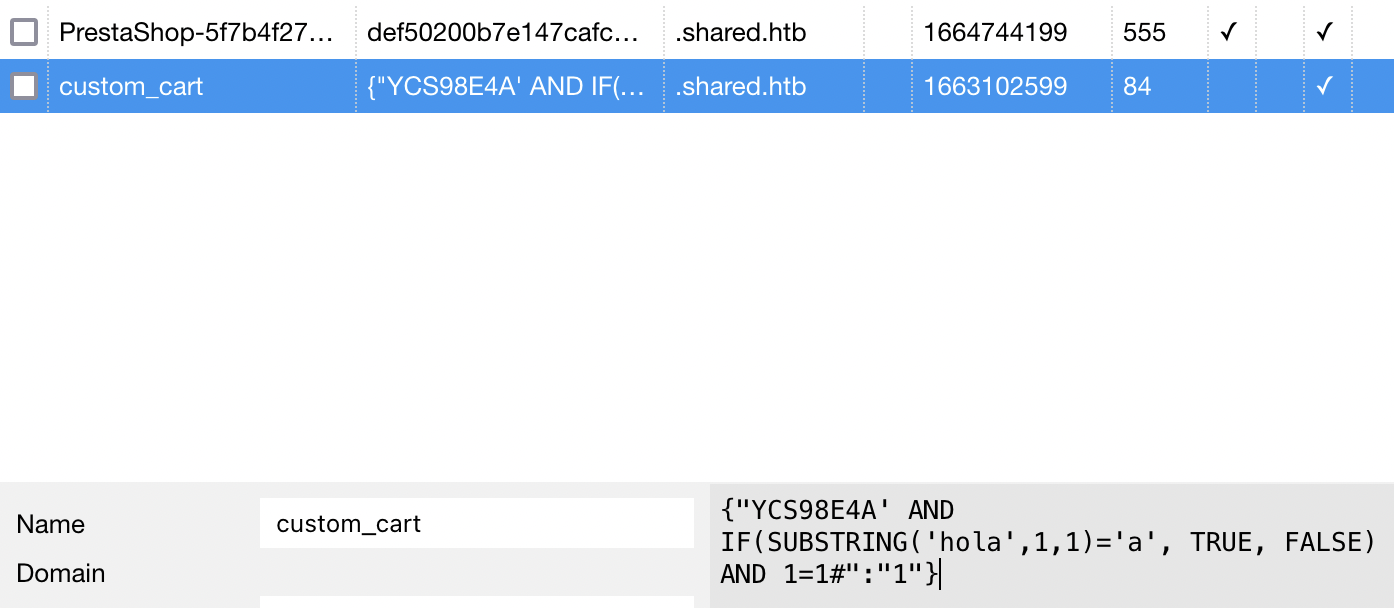 PrestaShop-5f7b4f27... def50200b7e147cafc... .shared.htb 1664744199 555 ✓ ✓
custom_cart {"YCS98E4A' AND IF(... .shared.htb 1663102599 84 ✓
Name custom_cart
Domain
{"YCS98E4A' AND
IF(SUBSTRING('hola',1,1)='a', TRUE, FALSE)
AND 1=1#":"1"}